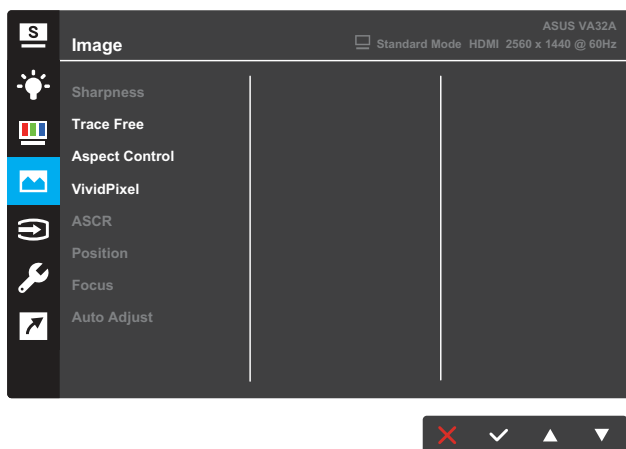 S
ASUS VA32A
Image
Standard Mode HDMI 2560 x 1440 @ 60Hz
Sharpness
Trace Free
Aspect Control
VividPixel
ASCR
Position
Focus
Auto Adjust